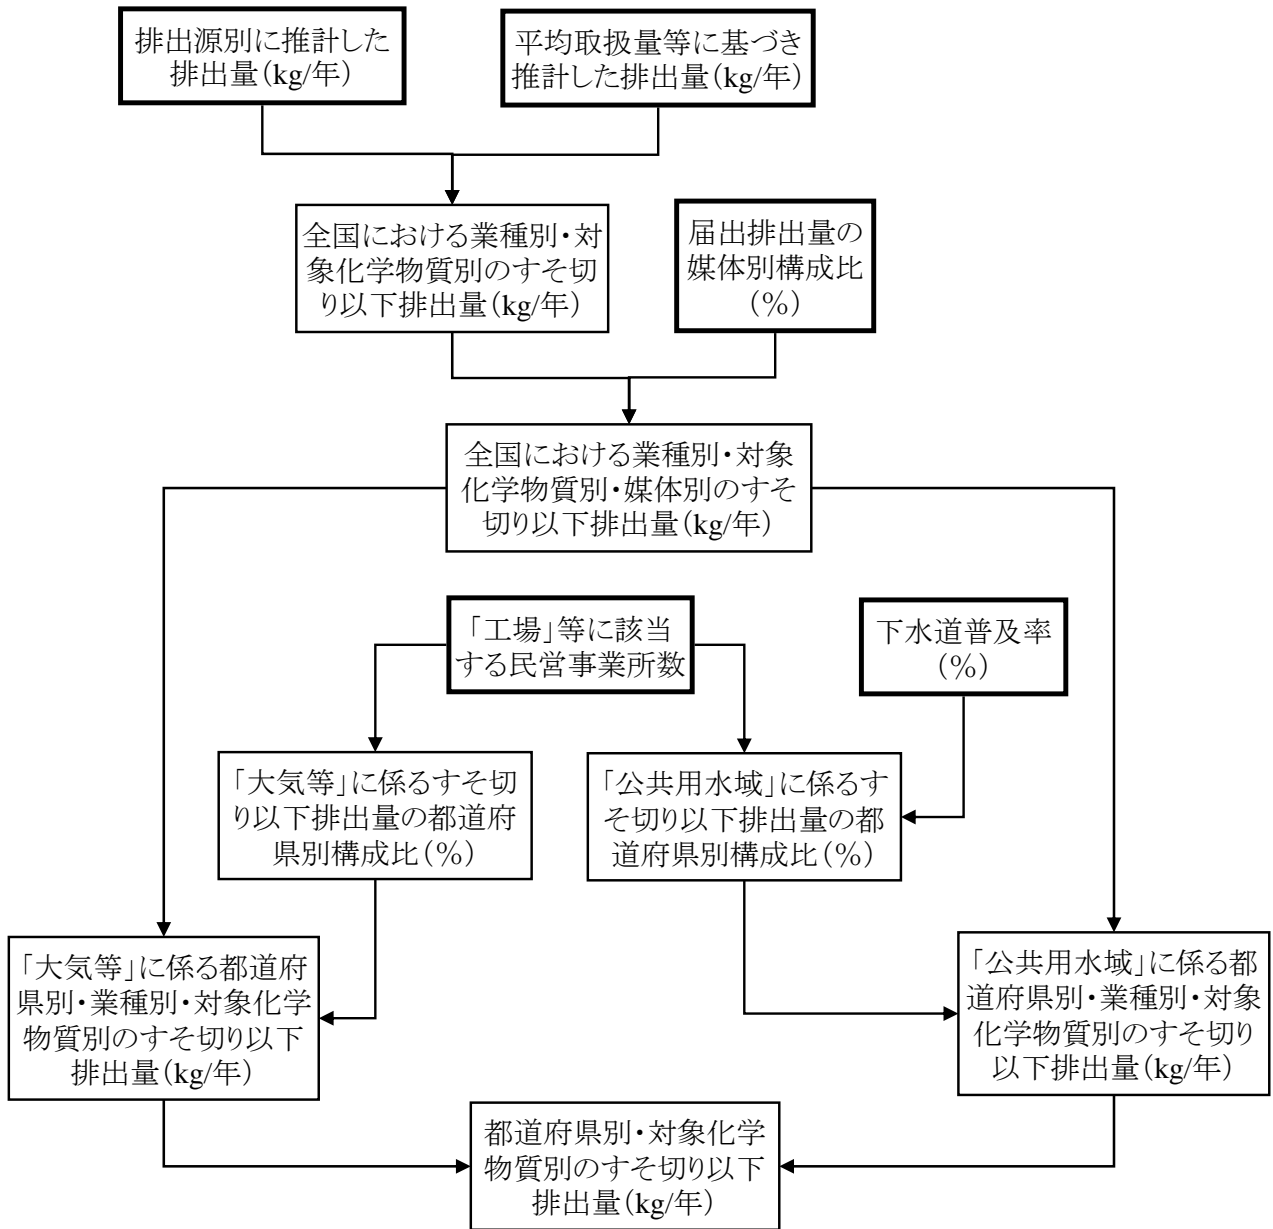 排出源別に推計した
排出量(kg/年)
平均取扱量等に基づき
推計した排出量(kg/年)
全国における業種別・対
象化学物質別のすそ切
り以下排出量(kg/年)
届出排出量の
媒体別構成比
(%)
全国における業種別・対象
化学物質別・媒体別のすそ
切り以下排出量(kg/年)
「工場」等に該当
する民営事業所数
下水道普及率
(%)
「大気等」に係るすそ切
り以下排出量の都道府
県別構成比(%)
「公共用水域」に係るす
そ切り以下排出量の都
道府県別構成比(%)
「大気等」に係る都道府
県別・業種別・対象化学
物質別のすそ切り以下
排出量(kg/年)
「公共用水域」に係る都
道府県別・業種別・対象
化学物質別のすそ切り
以下排出量(kg/年)
都道府県別・対象化学
物質別のすそ切り以下
排出量(kg/年)